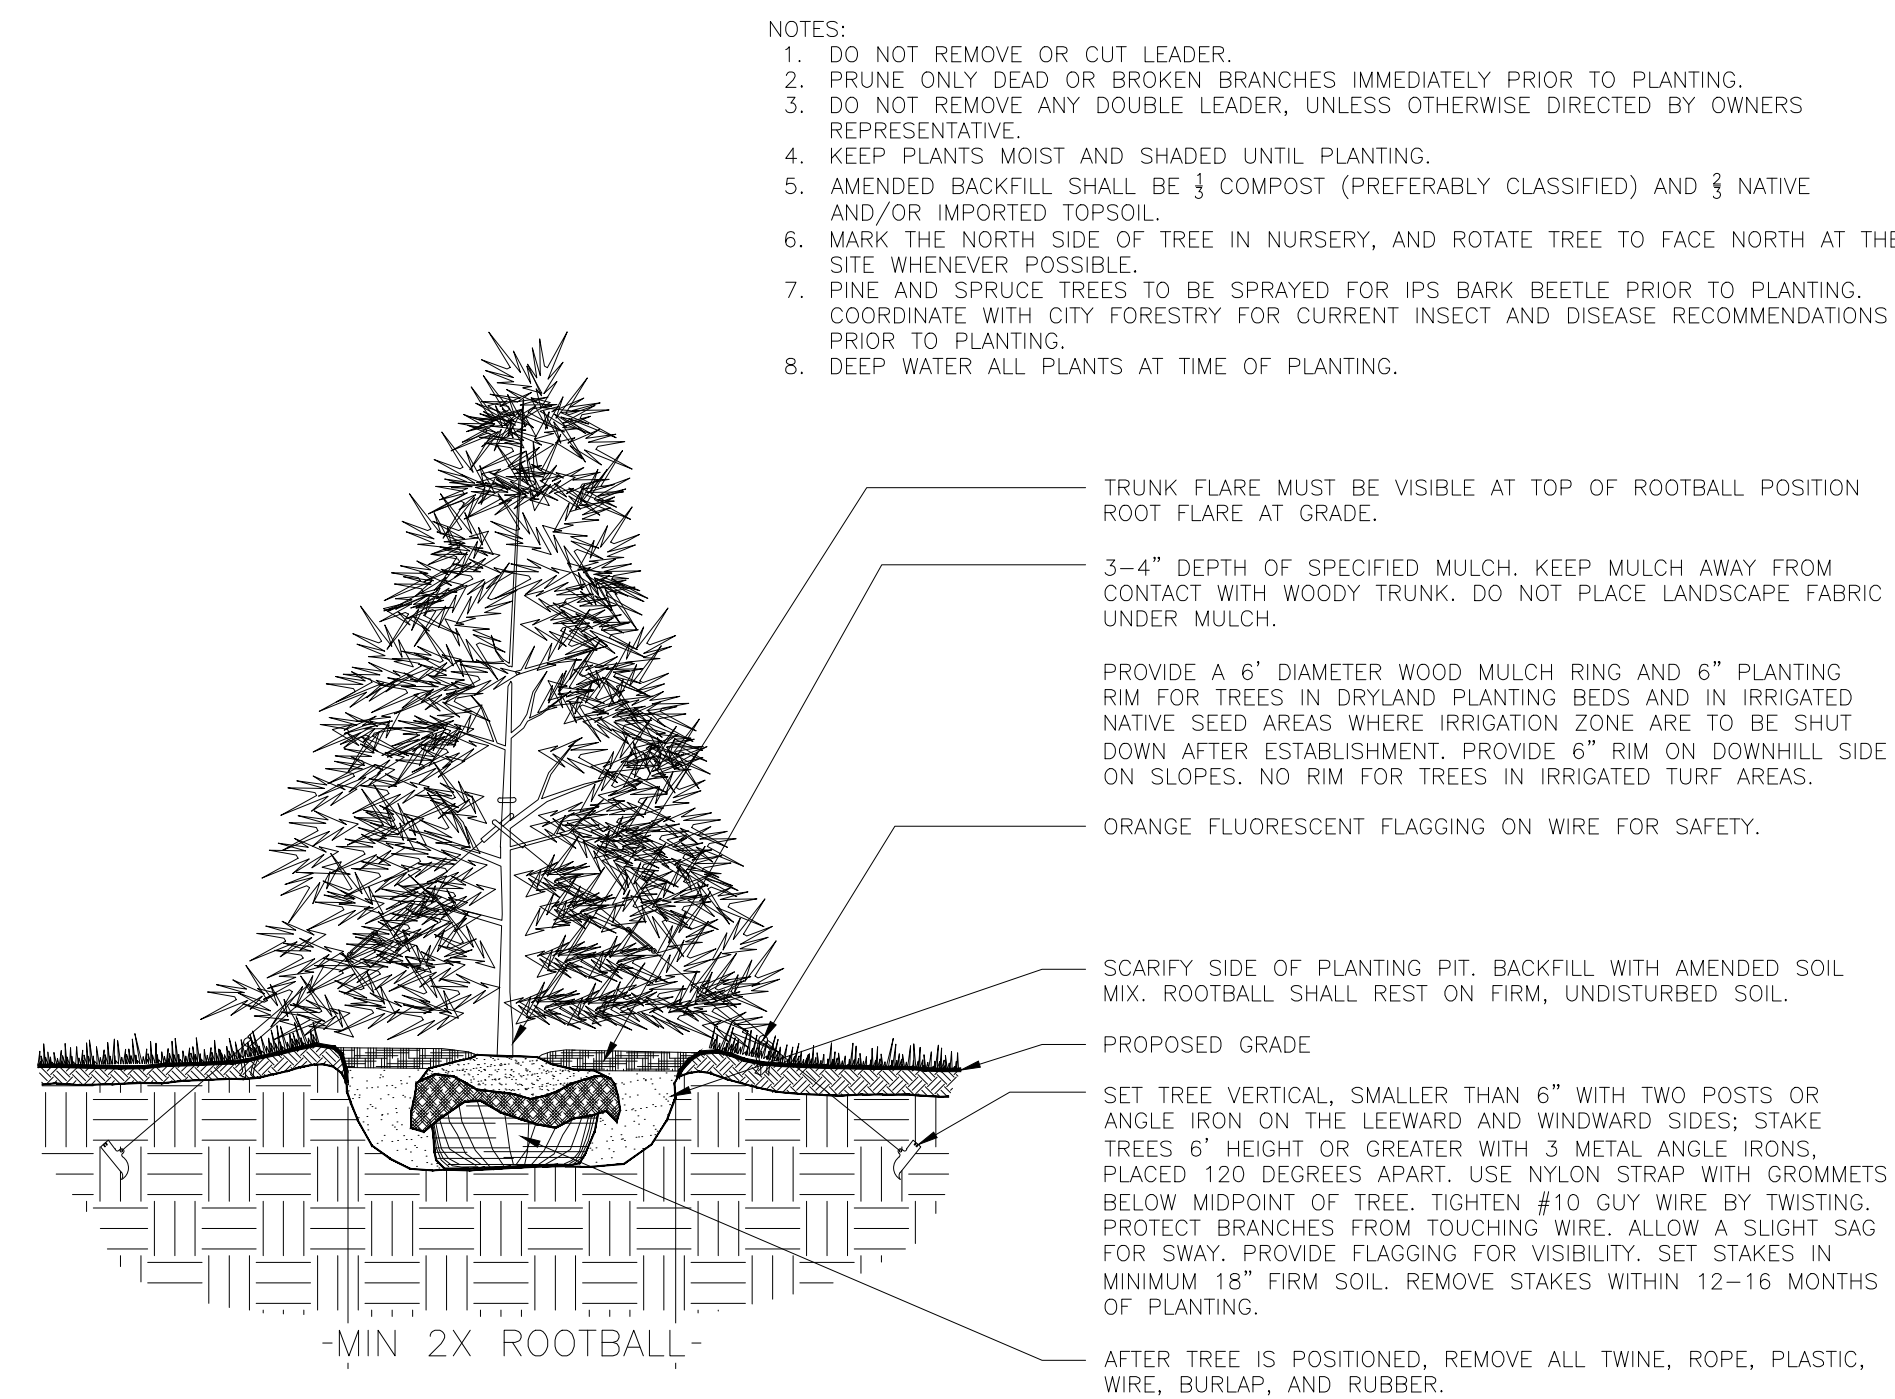 NOTES:
1. DO NOT REMOVE OR CUT LEADER.
2. PRUNE ONLY DEAD OR BROKEN BRANCHES IMMEDIATELY PRIOR TO PLANTING.
3. DO NOT REMOVE ANY DOUBLE LEADER, UNLESS OTHERWISE DIRECTED BY OWNERS
REPRESENTATIVE.
4. KEEP PLANTS MOIST AND SHADED UNTIL PLANTING.
5. AMENDED BACKFILL SHALL BE 1/3 COMPOST (PREFERABLY CLASSIFIED) AND 2/3 NATIVE
AND/OR IMPORTED TOPSOIL.
6. MARK THE NORTH SIDE OF TREE IN NURSERY, AND ROTATE TREE TO FACE NORTH AT THE
SITE WHENEVER POSSIBLE.
7. PINE AND SPRUCE TREES TO BE SPRAYED FOR IPS BARK BEETLE PRIOR TO PLANTING.
COORDINATE WITH CITY FORESTRY FOR CURRENT INSECT AND DISEASE RECOMMENDATIONS
PRIOR TO PLANTING.
8. DEEP WATER ALL PLANTS AT TIME OF PLANTING.
TRUNK FLARE MUST BE VISIBLE AT TOP OF ROOTBALL POSITION
ROOT FLARE AT GRADE.
3-4" DEPTH OF SPECIFIED MULCH. KEEP MULCH AWAY FROM
CONTACT WITH WOODY TRUNK. DO NOT PLACE LANDSCAPE FABRIC
UNDER MULCH.
PROVIDE A 6' DIAMETER WOOD MULCH RING AND 6" PLANTING
RIM FOR TREES IN DRYLAND PLANTING BEDS AND IN IRRIGATED
NATIVE SEED AREAS WHERE IRRIGATION ZONE ARE TO BE SHUT
DOWN AFTER ESTABLISHMENT. PROVIDE 6" RIM ON DOWNHILL SIDE
ON SLOPES. NO RIM FOR TREES IN IRRIGATED TURF AREAS.
ORANGE FLUORESCENT FLAGGING ON WIRE FOR SAFETY.
SCARIFY SIDE OF PLANTING PIT. BACKFILL WITH AMENDED SOIL
MIX. ROOTBALL SHALL REST ON FIRM, UNDISTURBED SOIL.
PROPOSED GRADE
SET TREE VERTICAL, SMALLER THAN 6" WITH TWO POSTS OR
ANGLE IRON ON THE LEEWARD AND WINDWARD SIDES; STAKE
TREES 6' HEIGHT OR GREATER WITH 3 METAL ANGLE IRONS,
PLACED 120 DEGREES APART. USE NYLON STRAP WITH GROMMETS
BELOW MIDPOINT OF TREE. TIGHTEN #10 GUY WIRE BY TWISTING.
PROTECT BRANCHES FROM TOUCHING WIRE. ALLOW A SLIGHT SAG
FOR SWAY. PROVIDE FLAGGING FOR VISIBILITY. SET STAKES IN
MINIMUM 18" FIRM SOIL. REMOVE STAKES WITHIN 12-16 MONTHS
OF PLANTING.
-MIN 2X ROOTBALL-
AFTER TREE IS POSITIONED, REMOVE ALL TWINE, ROPE, PLASTIC,
WIRE, BURLAP, AND RUBBER.